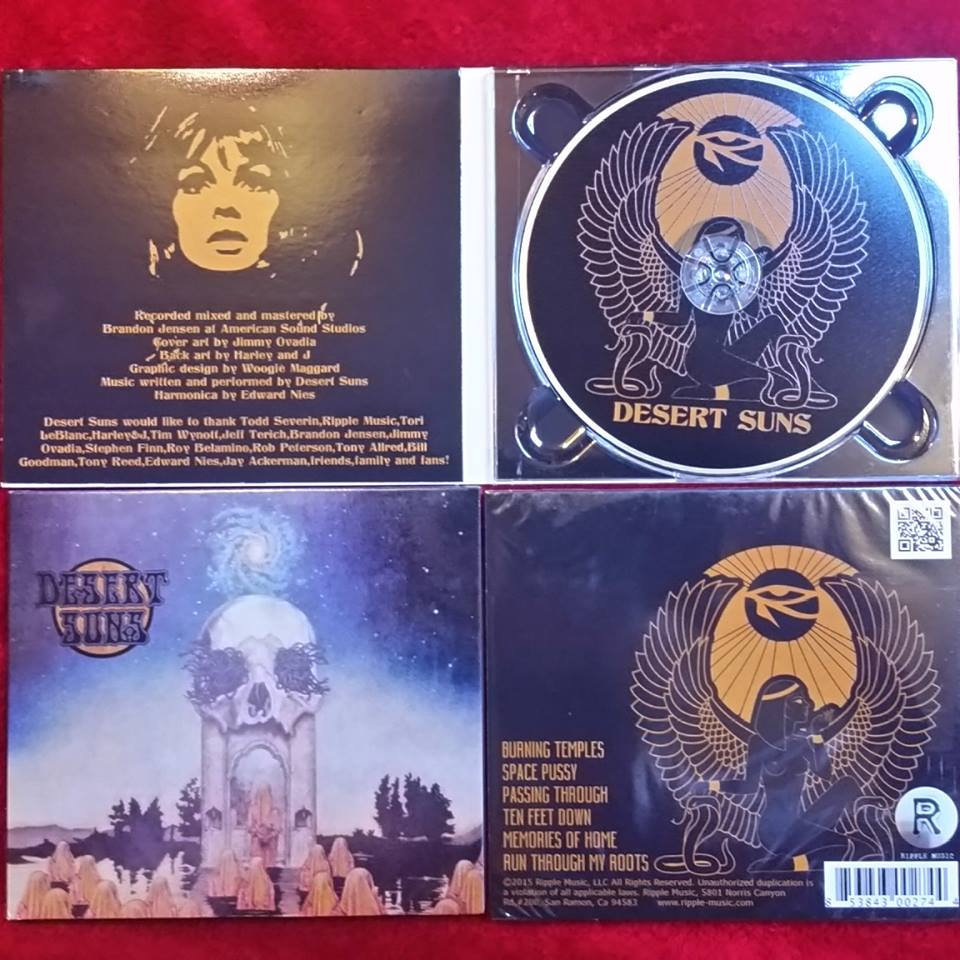 Recorded mixed and mastered by
Brandon Jensen at American Sound Studios
Cover art by Jimmy Ovadia
Back art by Harley and J
Graphic design by Woogie Maggard
Music written and performed by Desert Suns
Harmonica by Edward Nies
Desert Suns would like to thank Todd Severin,Ripple Music,Tori
LeBlanc,Harley&J,Tim Wynott,Jeff Terich,Brandon Jensen,Jimmy
Ovadia,Stephen Finn,Roy Belamino,Rob Peterson,Tony Allred,Bill
Goodman,Tony Reed,Edward Nies,Jay Ackerman,friends,family and fans!
DESERT SUNS
DESERT
SUNS
BURNING TEMPLES
SPACE PUSSY
PASSING THROUGH
TEN FEET DOWN
MEMORIES OF HOME
RUN THROUGH MY ROOTS
©2015 Ripple Music, LLC All Rights Reserved. Unauthorized duplication is
a violation of all applicable laws. Ripple Music, 5801 Norris Canyon
Rd.#200 San Ramon, Ca 94583 www.ripple-music.com
R
RIPPLE MUSIC
8 53843 00274 4